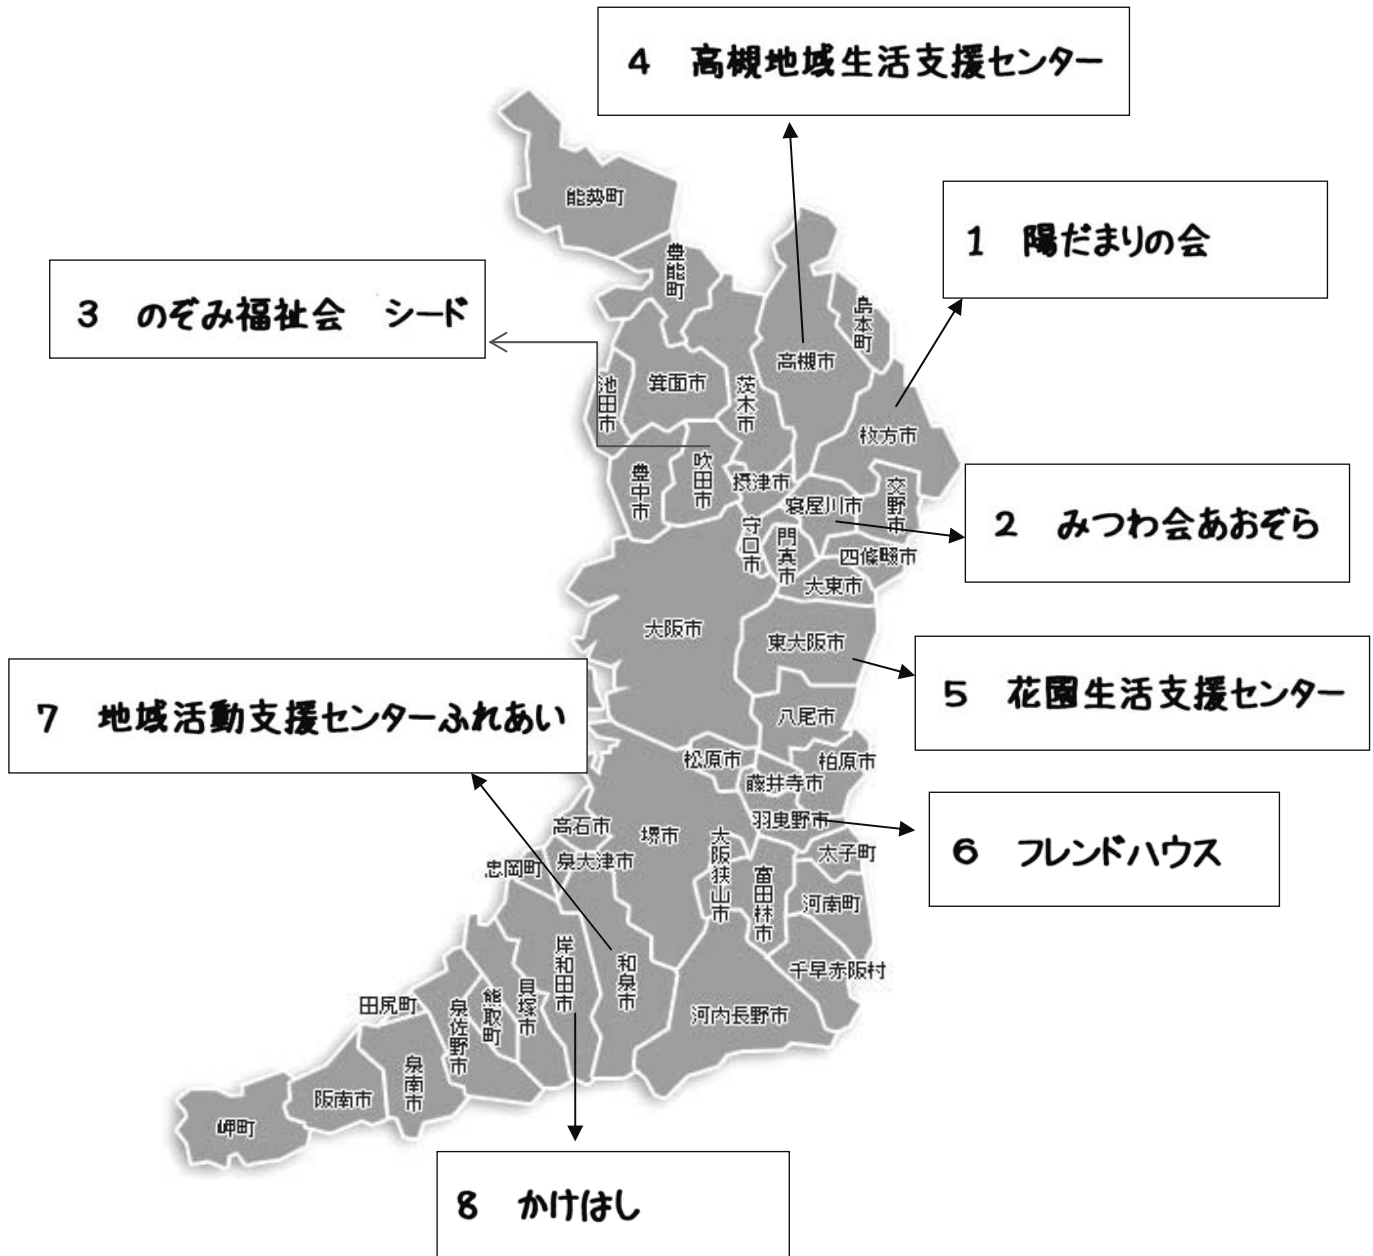 4　高槻地域生活支援センター
能勢町
1　陽だまりの会
豊能町
3　のぞみ福祉会　シード
島本町
高槻市
池田市
箕面市
茨木市
枚方市
豊中市
吹田市
摂津市
寝屋川市
交野市
2　みつわ会あおぞら
守口市
門真市
四條畷市
大東市
大阪市
東大阪市
5　花園生活支援センター
7　地域活動支援センターふれあい
八尾市
松原市
柏原市
藤井寺市
羽曳野市
高石市
堺市
大阪狭山市
太子町
6　フレンドハウス
忠岡町
泉大津市
富田林市
河南町
岸和田市
和泉市
千早赤阪村
田尻町
泉佐野市
熊取町
貝塚市
河内長野市
泉南市
阪南市
岬町
8　かけはし